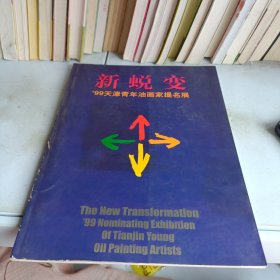 新蜕变
'99天津青年油画家提名展
The New Transformation
'99 Nominating Exhibition
Of Tianjin Young
Oil Painting Artists